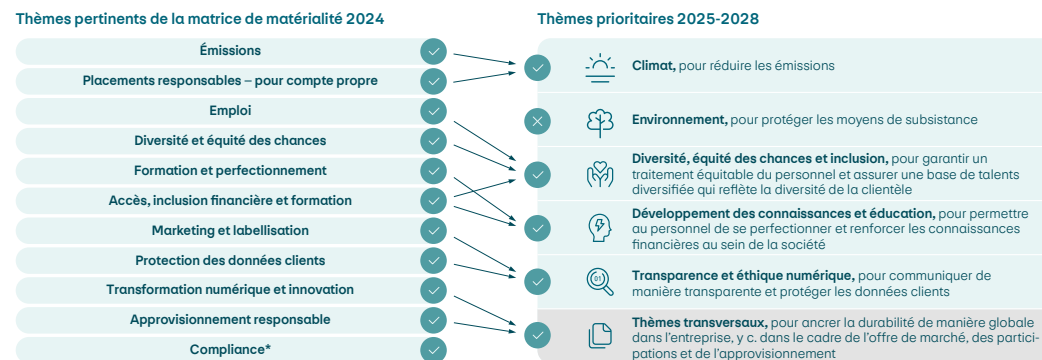 Thèmes pertinents de la matrice de matérialité 2024
Émissions
Placements responsables – pour compte propre
Emploi
Diversité et équité des chances
Formation et perfectionnement
Accès, inclusion financière et formation
Marketing et labellisation
Protection des données clients
Transformation numérique et innovation
Approvisionnement responsable
Compliance*
Thèmes prioritaires 2025-2028
Climat, pour réduire les émissions
Environnement, pour protéger les moyens de subsistance
Diversité, équité des chances et inclusion, pour garantir un
traitement équitable du personnel et assurer une base de talents
diversifiée qui reflète la diversité de la clientèle
Développement des connaissances et éducation, pour permettre
au personnel de se perfectionner et renforcer les connaissances
financières au sein de la société
01
Transparence et éthique numérique, pour communiquer de
manière transparente et protéger les données clients
Thèmes transversaux, pour ancrer la durabilité de manière globale
dans l'entreprise, y c. dans le cadre de l'offre de marché, des partici-
pations et de l'approvisionnement